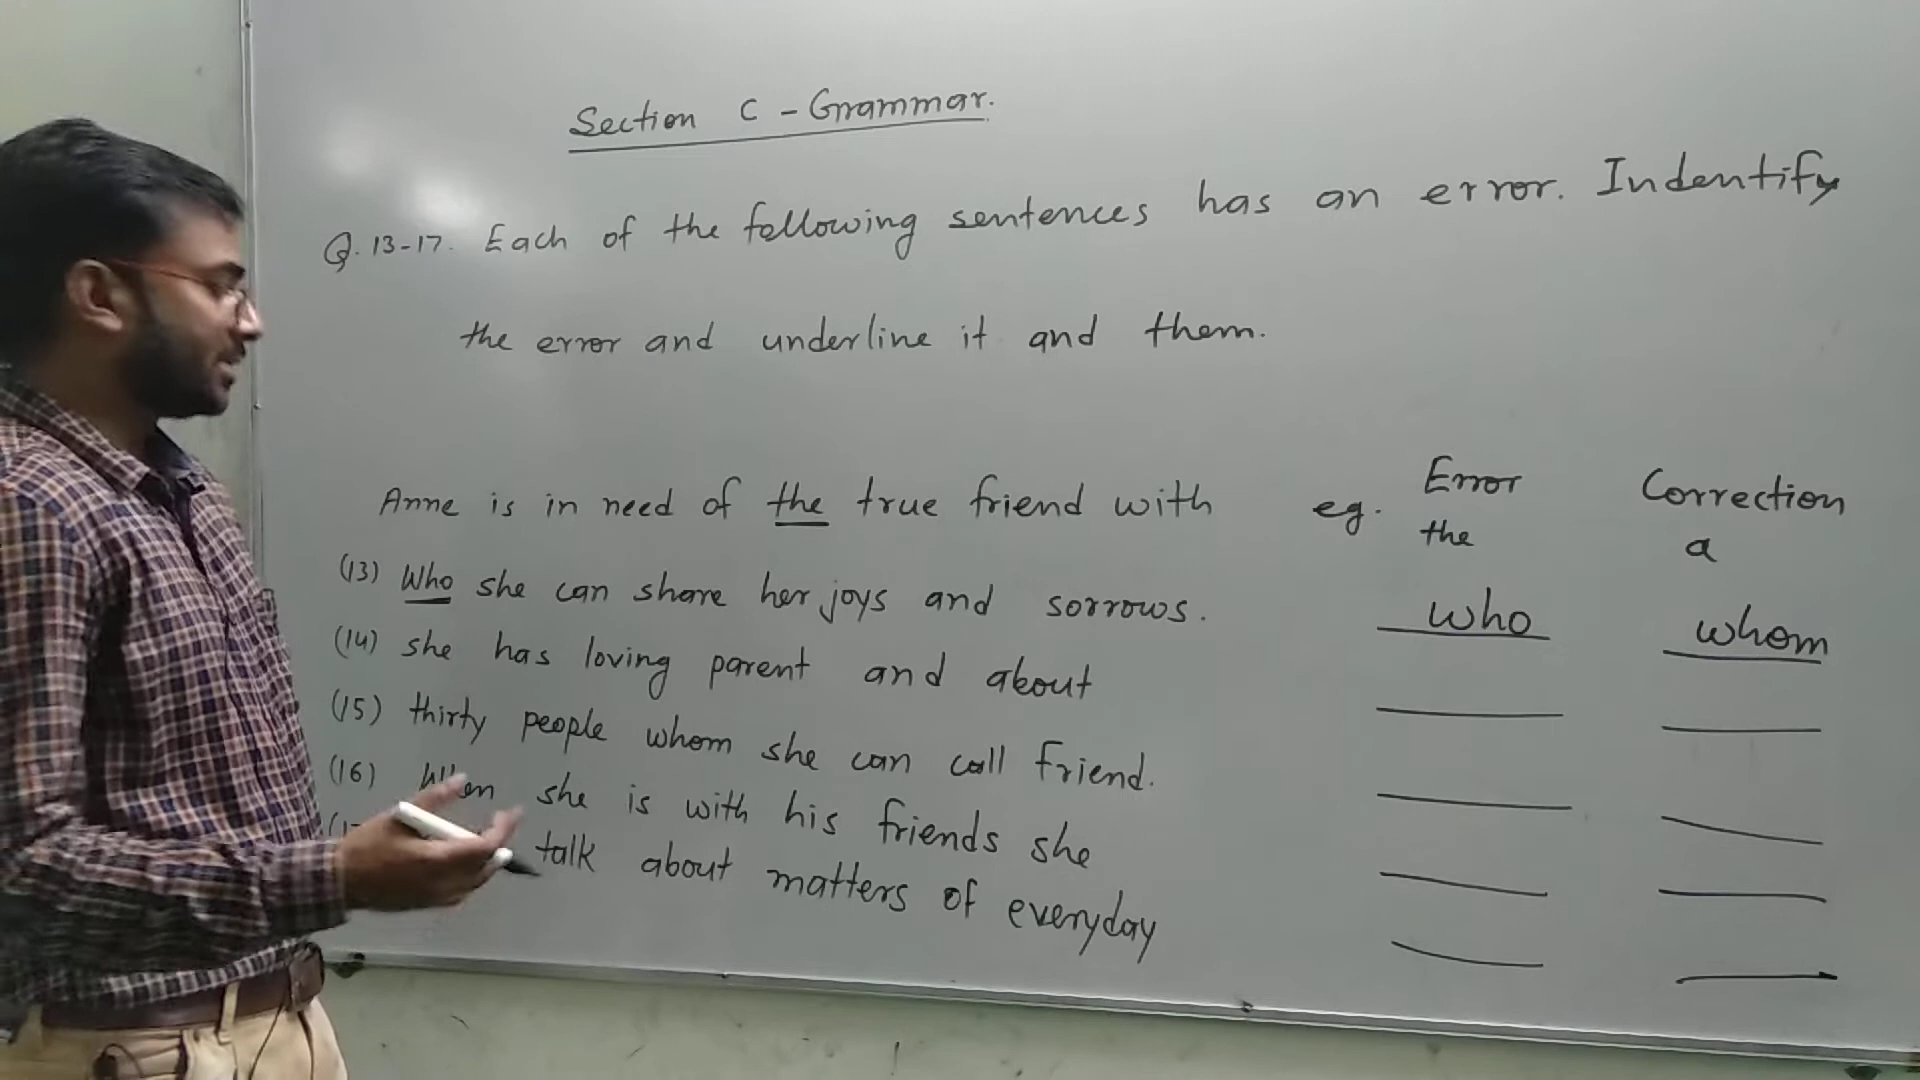 Section C - Grammar.
Q. 13-17. Each of the following sentences has an error. Indentify
the error and underline it and them.
Error Correction
Anne is in need of the true friend with eg. the a
(13) Who she can share her joys and sorrows. who whom
(14) she has loving parent and about
(15) thirty people whom she can call friend.
(16) When she is with his friends she
talk about matters of everyday